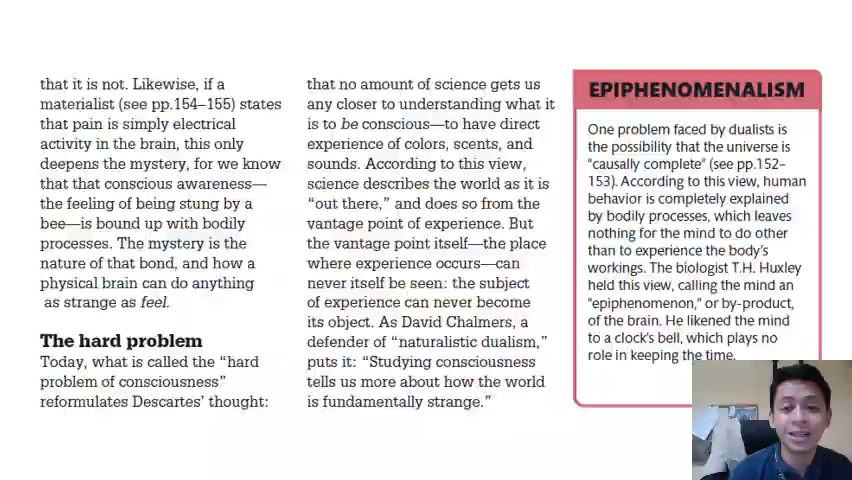 that it is not. Likewise, if a
materialist (see pp.154–155) states
that pain is simply electrical
activity in the brain, this only
deepens the mystery, for we know
that that conscious awareness—
the feeling of being stung by a
bee—is bound up with bodily
processes. The mystery is the
nature of that bond, and how a
physical brain can do anything
as strange as feel.
The hard problem
Today, what is called the “hard
problem of consciousness”
reformulates Descartes’ thought:
that no amount of science gets us
any closer to understanding what it
is to be conscious—to have direct
experience of colors, scents, and
sounds. According to this view,
science describes the world as it is
“out there,” and does so from the
vantage point of experience. But
the vantage point itself—the place
where experience occurs—can
never itself be seen: the subject
of experience can never become
its object. As David Chalmers, a
defender of “naturalistic dualism,”
puts it: “Studying consciousness
tells us more about how the world
is fundamentally strange.”
EPIPHENOMENALISM
One problem faced by dualists is
the possibility that the universe is
“causally complete” (see pp.152–
153). According to this view, human
behavior is completely explained
by bodily processes, which leaves
nothing for the mind to do other
than to experience the body’s
workings. The biologist T.H. Huxley
held this view, calling the mind an
“epiphenomenon,” or by-product,
of the brain. He likened the mind
to a clock’s bell, which plays no
role in keeping the time.